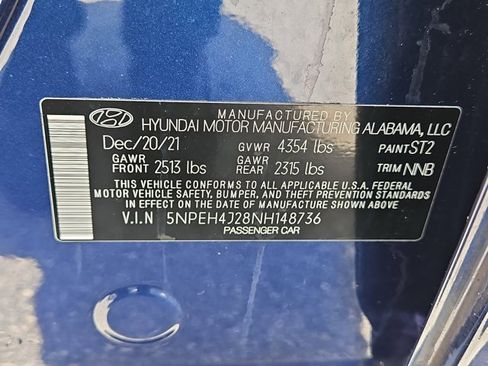 MANUFACTURED BY
HYUNDAI MOTOR MANUFACTURING ALABAMA, LLC
Dec/20/21 GVWR 4354 lbs PAINT ST2
GAWR FRONT 2513 lbs GAWR REAR 2315 lbs TRIM NNB
THIS VEHICLE CONFORMS TO ALL APPLICABLE U.S.A. FEDERAL
MOTOR VEHICLE SAFETY, BUMPER, AND THEFT PREVENTION STANDARDS
IN EFFECT ON THE DATE OF MANUFACTURE SHOWN ABOVE
V.I.N 5NPEH4J28NH148736
PASSENGER CAR